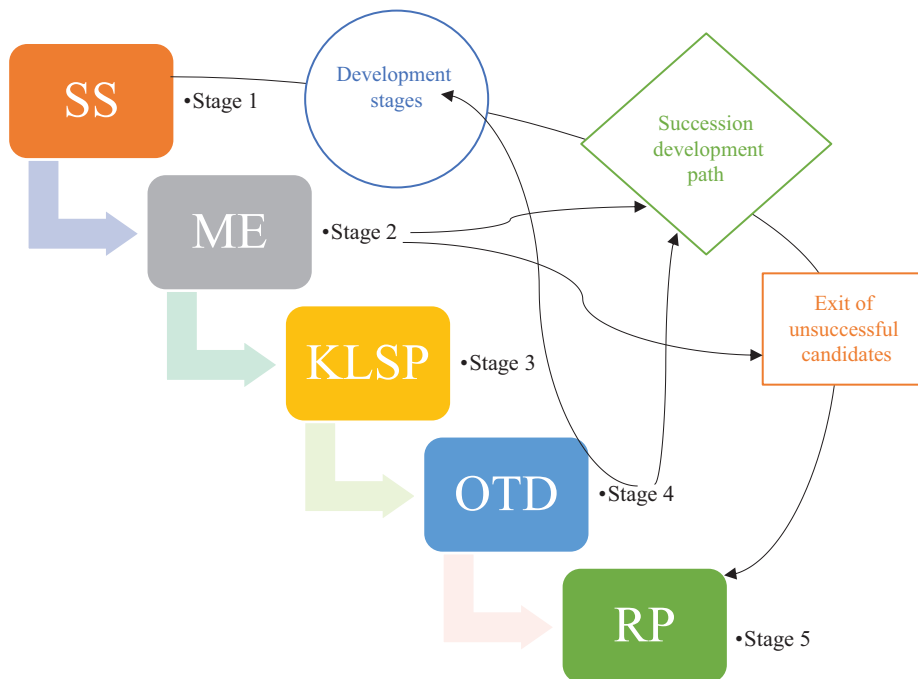 SS
•Stage 1
Development
stages
Succession
development
path
ME
•Stage 2
Exit of
unsuccessful
candidates
KLSP
•Stage 3
OTD
•Stage 4
RP
•Stage 5